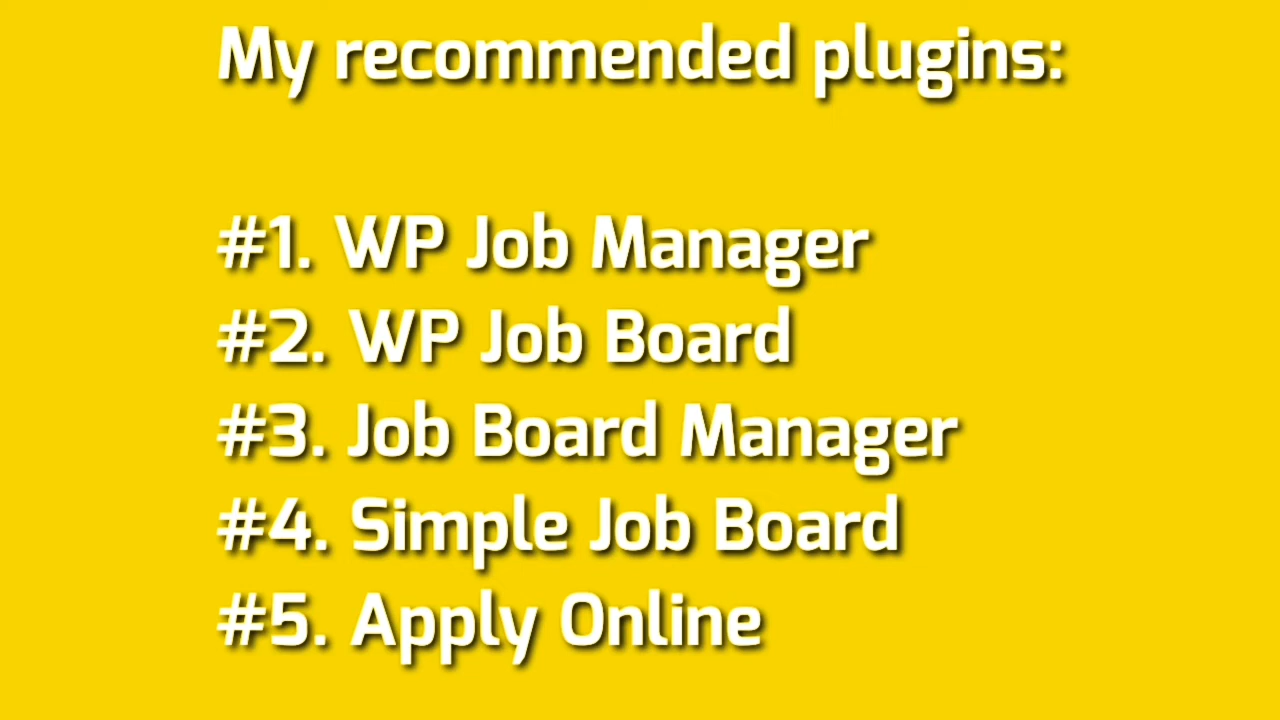 My recommended plugins:
#1. WP Job Manager
#2. WP Job Board
#3. Job Board Manager
#4. Simple Job Board
#5. Apply Online